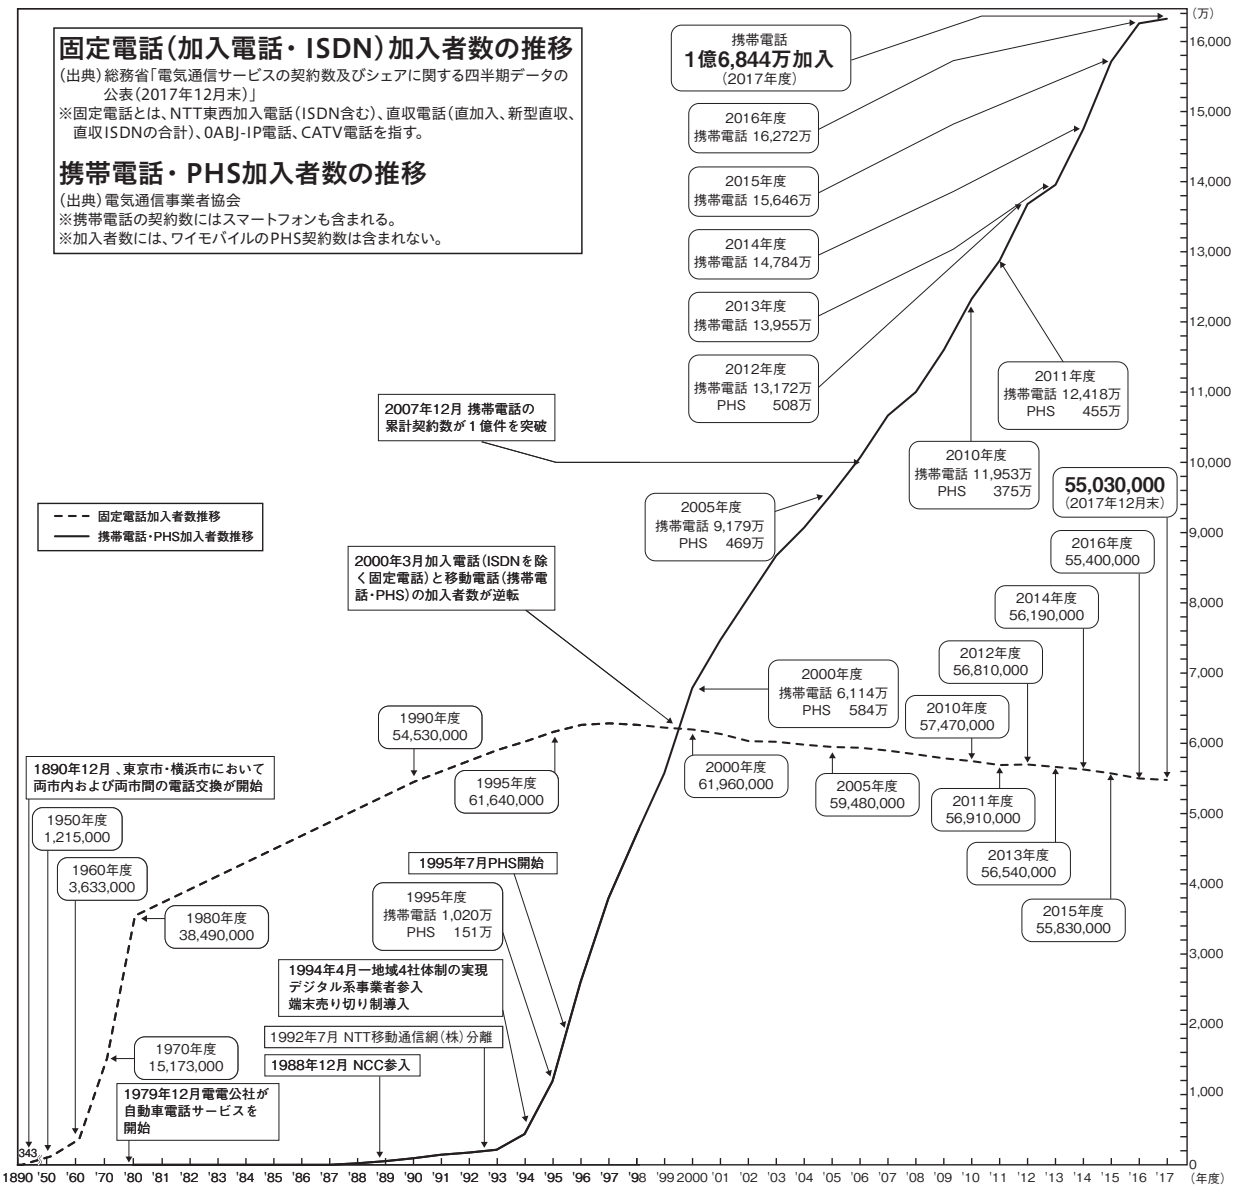 固定電話(加入電話・ISDN)加入者数の推移
(出典)総務省「電気通信サービスの契約数及びシェアに関する四半期データの
公表(2017年12月末)」
※固定電話とは、NTT東西加入電話(ISDN含む)、直収電話(直加入、新型直収、
直収ISDNの合計)、0ABJ-IP電話、CATV電話を指す。
携帯電話・PHS加入者数の推移
(出典)電気通信事業者協会
※携帯電話の契約数にはスマートフォンも含まれる。
※加入者数には、ワイモバイルのPHS契約数は含まれない。
携帯電話
1億6,844万加入
(2017年度)
2016年度
携帯電話 16,272万
2015年度
携帯電話 15,646万
2014年度
携帯電話 14,784万
2013年度
携帯電話 13,955万
2012年度
携帯電話 13,172万
PHS 508万
2011年度
携帯電話 12,418万
PHS 455万
2007年12月 携帯電話の
累計契約数が1億件を突破
2010年度
携帯電話 11,953万
PHS 375万
55,030,000
(2017年12月末)
固定電話加入者数推移
携帯電話・PHS加入者数推移
2005年度
携帯電話 9,179万
PHS 469万
2000年3月加入電話(ISDNを除
く固定電話)と移動電話(携帯電
話・PHS)の加入者数が逆転
2016年度
55,400,000
2014年度
56,190,000
2012年度
56,810,000
2000年度
携帯電話 6,114万
PHS 584万
2010年度
57,470,000
1990年度
54,530,000
1890年12月、東京市・横浜市において
両市内および両市間の電話交換が開始
1995年度
61,640,000
2000年度
61,960,000
2005年度
59,480,000
2011年度
56,910,000
1950年度
1,215,000
1960年度
3,633,000
2013年度
56,540,000
1995年7月PHS開始
1995年度
携帯電話 1,020万
PHS 151万
1980年度
38,490,000
2015年度
55,830,000
1994年4月ー地域4社体制の実現
デジタル系事業者参入
端末売り切り制導入
1992年7月 NTT移動通信網(株)分離
1988年12月 NCC参入
1970年度
15,173,000
1979年12月電電公社が
自動車電話サービスを
開始
343
(万)
16,000
15,000
14,000
13,000
12,000
11,000
10,000
9,000
8,000
7,000
6,000
5,000
4,000
3,000
2,000
1,000
0
1890 '50 '60 '70 '80 '82 '83 '84 '85 '86 '87 '88 '89 '90 '91 '92 '93 '94 '95 '96 '97 '98 '99 2000 '01 '02 '03 '04 '05 '06 '07 '08 '09 '10 '11 '12 '13 '14 '15 '16 '17 (年度)